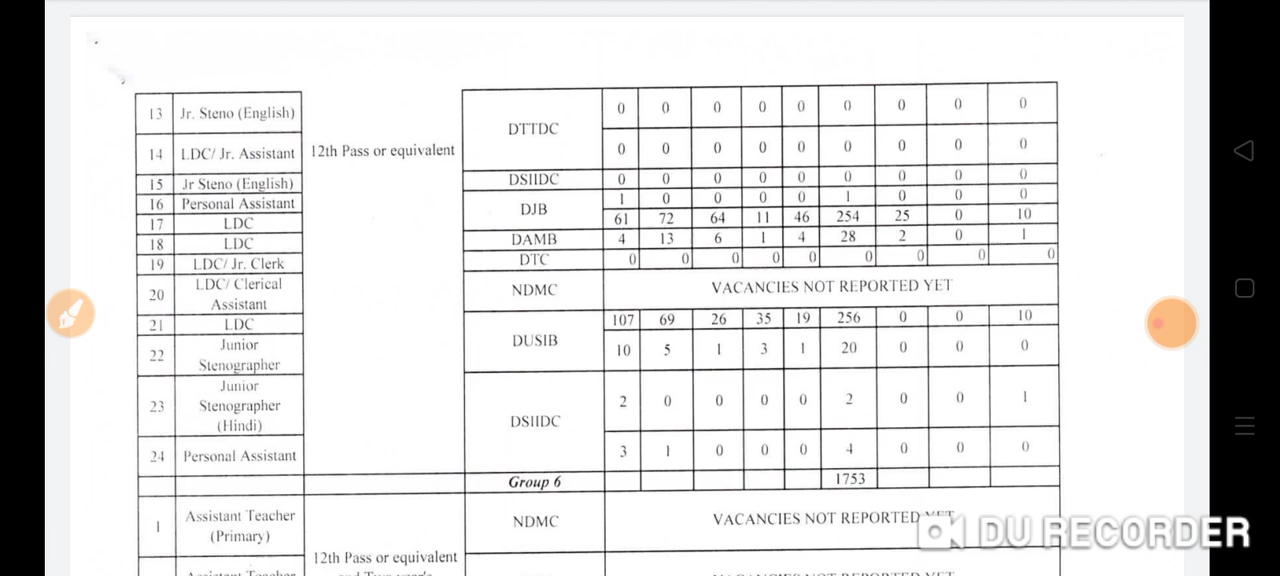 13 Jr. Steno (English) DTTDC 0 0 0 0 0 0 0 0 0
14 LDC/ Jr. Assistant 12th Pass or equivalent 0 0 0 0 0 0 0 0 0
15 Jr Steno (English) DSIIDC 0 0 0 0 0 0 0 0 0
16 Personal Assistant DJB 1 0 0 0 0 1 0 0 0
17 LDC 61 72 64 11 46 254 25 0 10
18 LDC DAMB 4 13 6 1 4 28 2 0 1
19 LDC/ Jr. Clerk DTC 0 0 0 0 0 0 0 0 0
20 LDC/ Clerical
Assistant NDMC VACANCIES NOT REPORTED YET
21 LDC DUSIB 107 69 26 35 19 256 0 0 10
22 Junior
Stenographer 10 5 1 3 1 20 0 0 0
23 Junior
Stenographer
(Hindi) DSIIDC 2 0 0 0 0 2 0 0 1
24 Personal Assistant 3 1 0 0 0 4 0 0 0
Group 6 1753
1 Assistant Teacher
(Primary) NDMC VACANCIES NOT REPORTED YET
12th Pass or equivalent
DU RECORDER